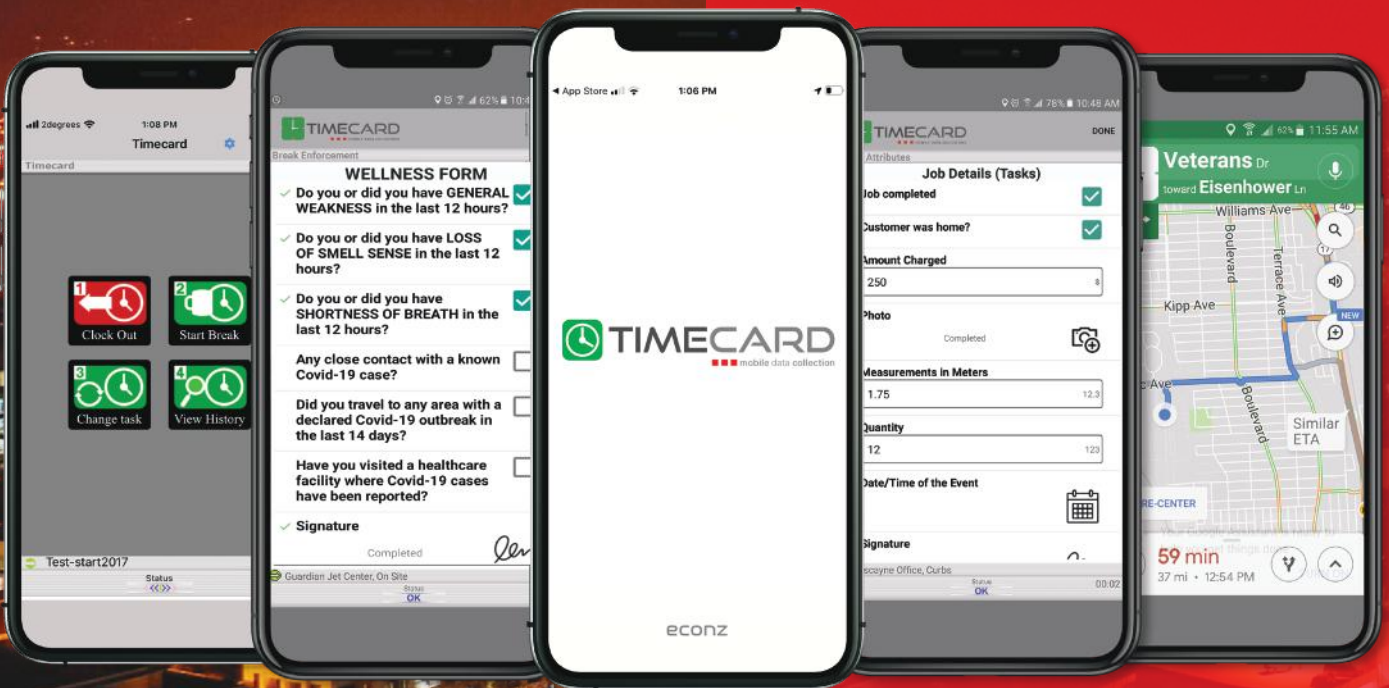 2degrees
1:08 PM
Timecard
Timecard
1
Clock Out
2
Start Break
3
Change task
4
View History
Test-start2017
Status
<<>>
62%
10:4
TIMECARD
Break Enforcement
WELLNESS FORM
Do you or did you have GENERAL
WEAKNESS in the last 12 hours?
Do you or did you have LOSS
OF SMELL SENSE in the last 12
hours?
Do you or did you have
SHORTNESS OF BREATH in the
last 12 hours?
Any close contact with a known
Covid-19 case?
Did you travel to any area with a
declared Covid-19 outbreak in
the last 14 days?
Have you visited a healthcare
facility where Covid-19 cases
have been reported?
Signature
Completed
Guardian Jet Center, On Site
Status
OK
App Store
1:06 PM
TIMECARD
mobile data collection
econz
78% 10:48 AM
TIMECARD
DONE
Attributes
Job Details (Tasks)
Job completed
Customer was home?
Amount Charged
250 $
Photo
Completed
Measurements in Meters
1.75 12.3
Quantity
12 123
Date/Time of the Event
Signature
scayne Office, Curbs
Status
OK
00:02
62% 11:55 AM
Veterans Dr
toward Eisenhower Ln
Williams Ave
46
Boulevard
Terrace Ave
17
Kipp Ave
NEW
c Ave
Boulevard
Similar
ETA
RE-CENTER
59 min
37 mi • 12:54 PM